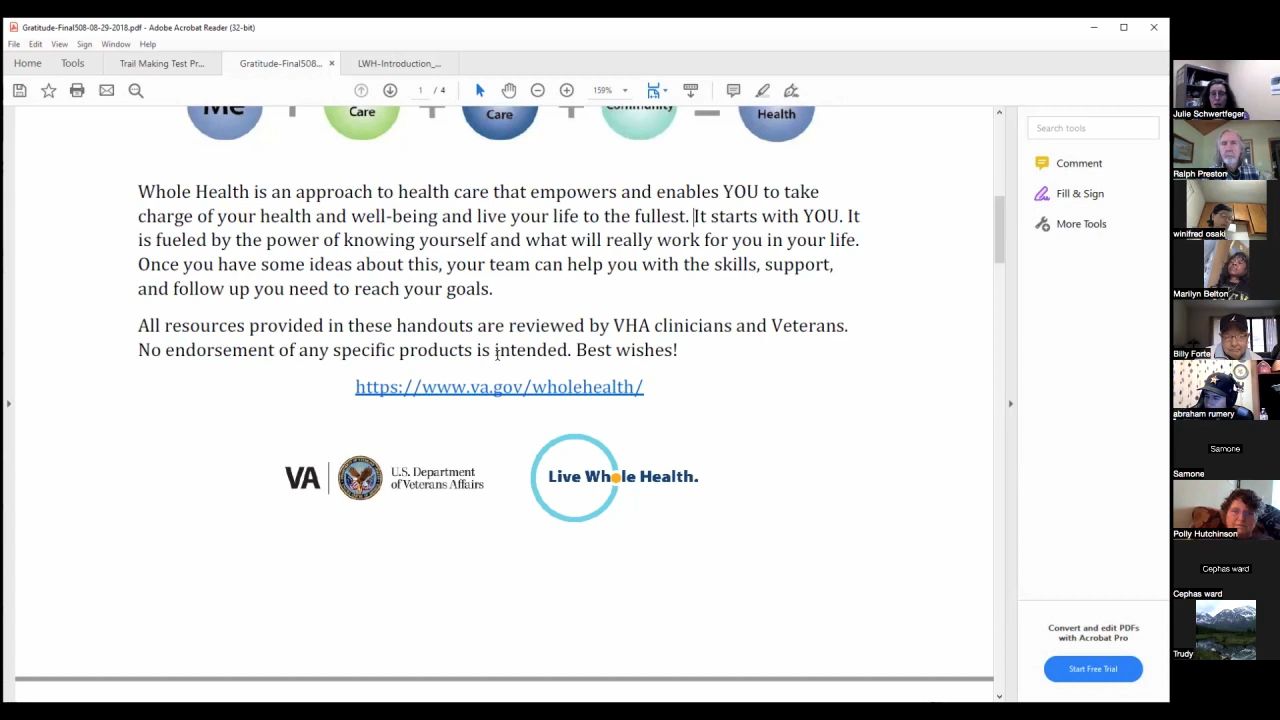 Gratitude-Final508-08-29-2018.pdf - Adobe Acrobat Reader (32-bit)
File Edit View Sign Window Help
Home Tools Trail Making Test Pr... Gratitude-Final508... × LWH-Introduction_...
1 / 4 159%
Me + Care + Care + Community = Health
Whole Health is an approach to health care that empowers and enables YOU to take
charge of your health and well-being and live your life to the fullest. It starts with YOU. It
is fueled by the power of knowing yourself and what will really work for you in your life.
Once you have some ideas about this, your team can help you with the skills, support,
and follow up you need to reach your goals.
All resources provided in these handouts are reviewed by VHA clinicians and Veterans.
No endorsement of any specific products is intended. Best wishes!
https://www.va.gov/wholehealth/
VA
U.S. Department
of Veterans Affairs
Live Whole Health.
Search tools
Comment
Fill & Sign
More Tools
Convert and edit PDFs
with Acrobat Pro
Start Free Trial
Julie Schwertfeger
Ralph Preston
winifred osaki
Marilyn Belton
Billy Forte
abraham rumery
Samone
Samone
Polly Hutchinson
Cephas ward
Cephas ward
Trudy